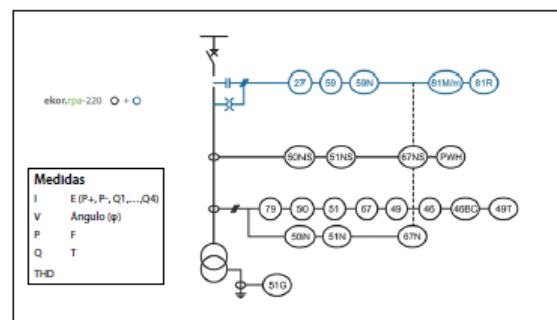 27 59 59N 81M/m 81R
ekor.rpa-220 +
50NS 51NS 67NS PWH
Medidas
I E (P+, P-, Q1,...,Q4)
V Angulo (φ)
P F
Q T
THD
79 50 51 67 49 46 46BC 49T
50N 51N 67N
51G